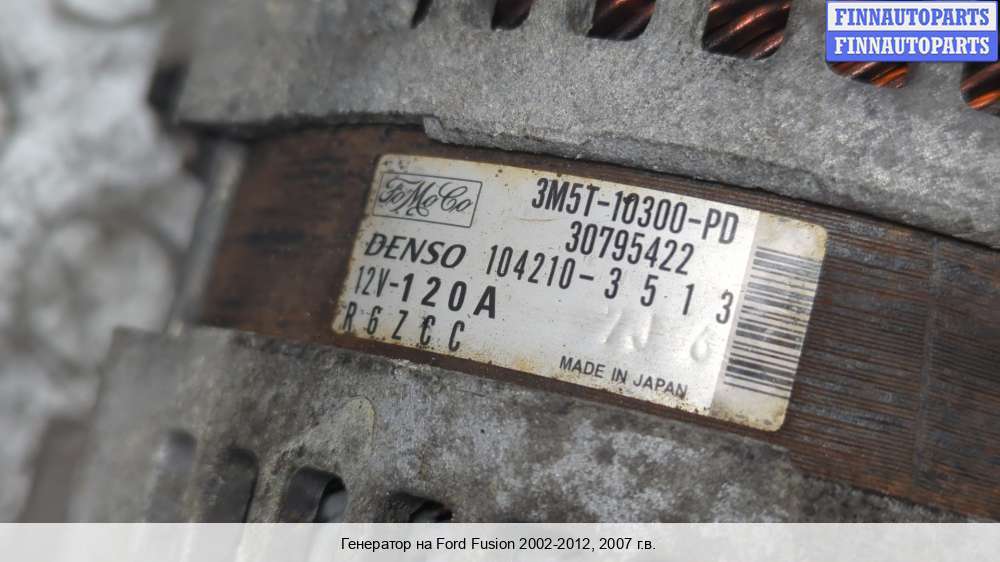 FINNAUTOPARTS
FINNAUTOPARTS
FoMoCo
3M5T-10300-PD
30795422
DENSO 104210-3513
12V-120A
R6ZCC
MADE IN JAPAN
Генератор на Ford Fusion 2002-2012, 2007 г.в.